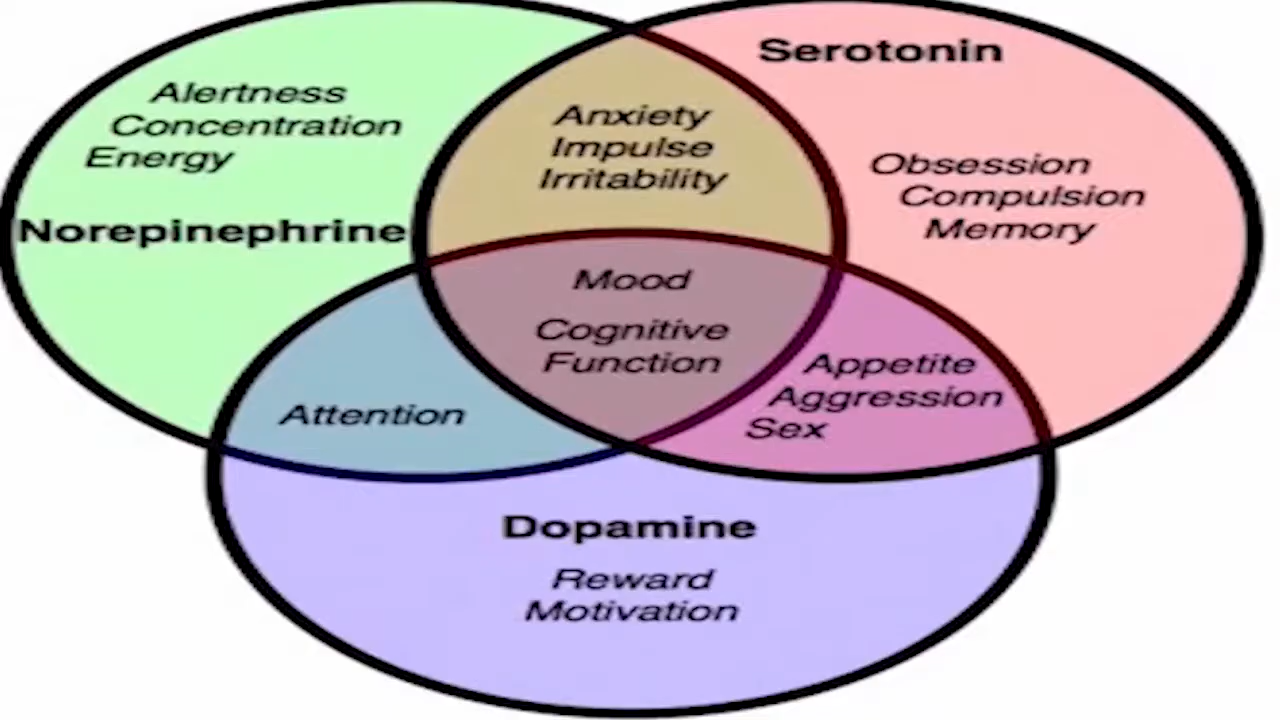 Serotonin
Alertness
Concentration
Energy
Norepinephrine
Anxiety
Impulse
Irritability
Obsession
Compulsion
Memory
Mood
Cognitive
Function
Attention
Appetite
Aggression
Sex
Dopamine
Reward
Motivation